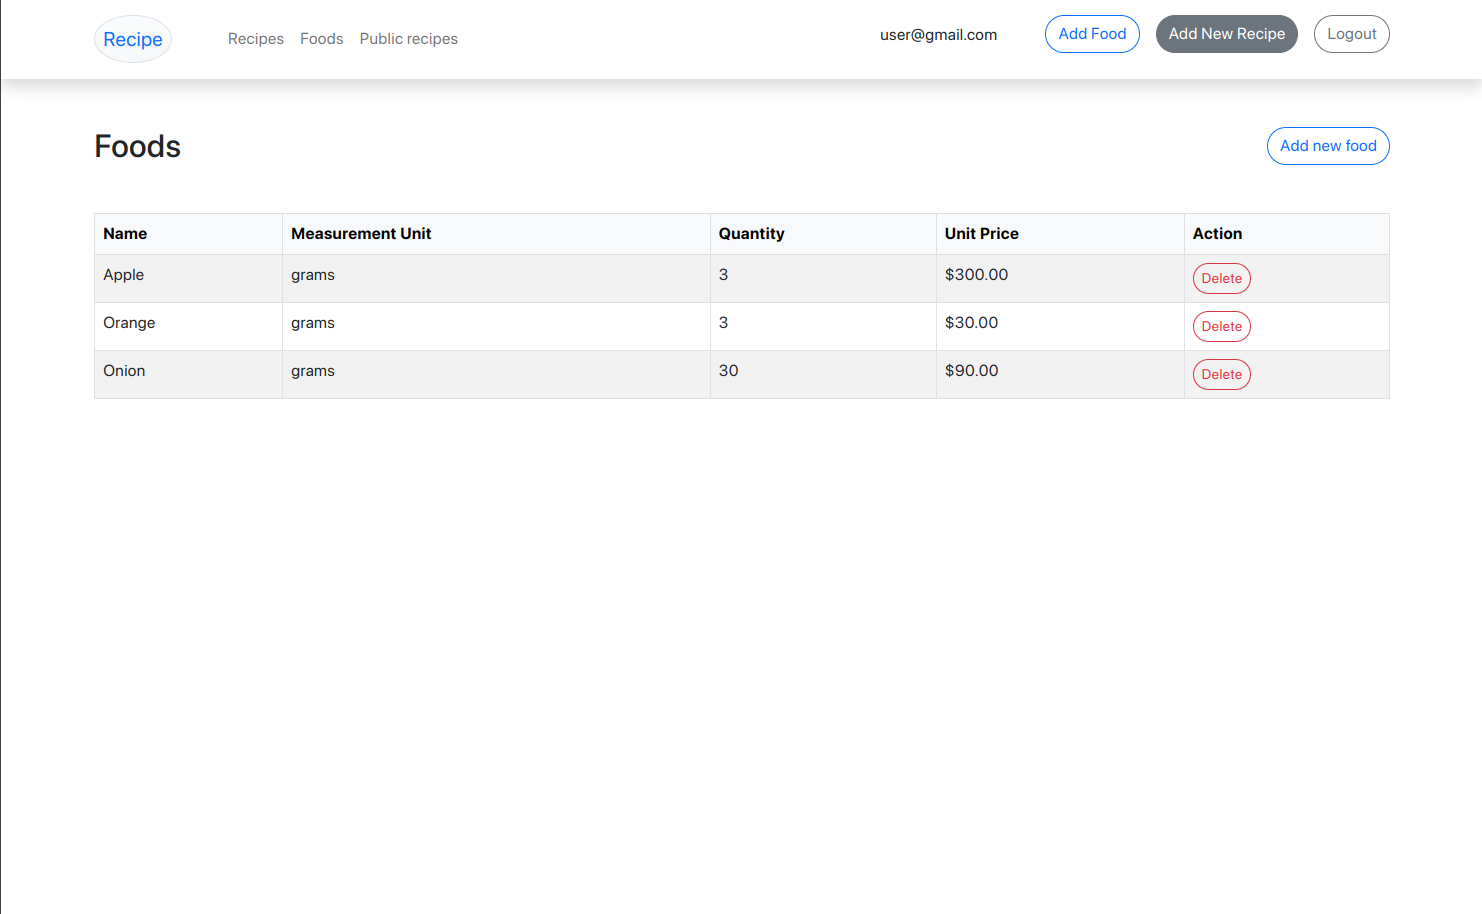 Recipe Recipes Foods Public recipes user@gmail.com Add Food Add New Recipe Logout
Foods Add new food
Name Measurement Unit Quantity Unit Price Action
Apple grams 3 $300.00 Delete
Orange grams 3 $30.00 Delete
Onion grams 30 $90.00 Delete